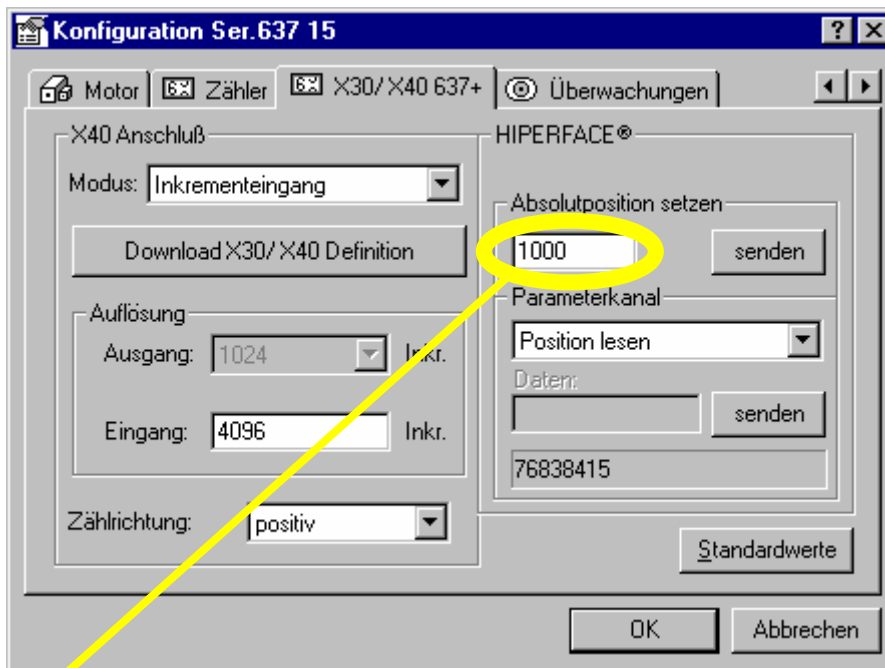 Konfiguration Ser.637 15
Motor
Zähler
X30/X40 637+
Überwachungen
X40 Anschluß
Modus: Inkrementeingang
Download X30/X40 Definition
Auflösung
Ausgang: 1024 Inkr.
Eingang: 4096 Inkr.
Zählrichtung: positiv
HIPERFACE®
Absolutposition setzen
1000 senden
Parameterkanal
Position lesen
Daten:
senden
76838415
Standardwerte
OK Abbrechen